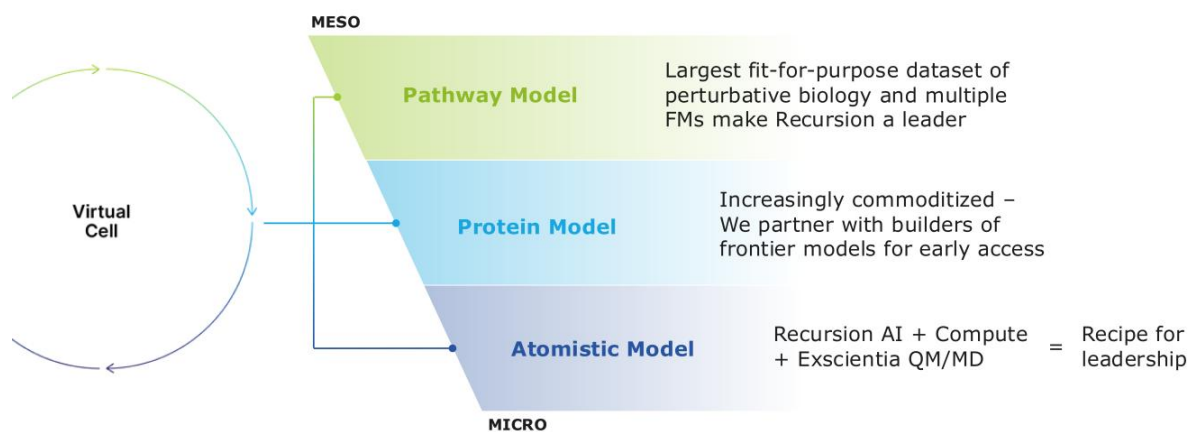 MESO
Pathway Model
Largest fit-for-purpose dataset of
perturbative biology and multiple
FMs make Recursion a leader
Virtual
Cell
Protein Model
Increasingly commoditized –
We partner with builders of
frontier models for early access
Atomistic Model
Recursion AI + Compute
+ Exscientia QM/MD
=
Recipe for
leadership
MICRO